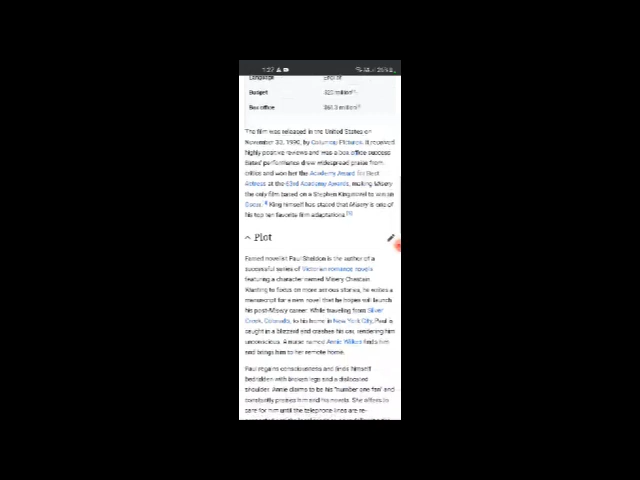 Language English
Budget $20 million
Box office $61.3 million
The film was released in the United States on
November 30, 1990, by Columbia Pictures. It received
highly positive reviews and was a box office success.
Bates' performance drew widespread praise from
critics and won her the Academy Award for Best
Actress at the 63rd Academy Awards, making Misery
the only film based on a Stephen King novel to win an
Oscar. King himself has stated that Misery is one of
his top ten favorite film adaptations.
Plot
Famed novelist Paul Sheldon is the author of a
successful series of Victorian romance novels
featuring a character named Misery Chastain.
Wanting to focus on more serious stories, he writes a
manuscript for a new novel that he hopes will launch
his post-Misery career. While traveling from Silver
Creek, Colorado, to his home in New York City, Paul is
caught in a blizzard and crashes his car, rendering him
unconscious. A nurse named Annie Wilkes finds him
and brings him to her remote home.
Paul regains consciousness and finds himself
bedridden with broken legs and a dislocated
shoulder. Annie claims to be his "number one fan" and
constantly praises him and his novels. She offers to
care for him until the telephone lines are re-